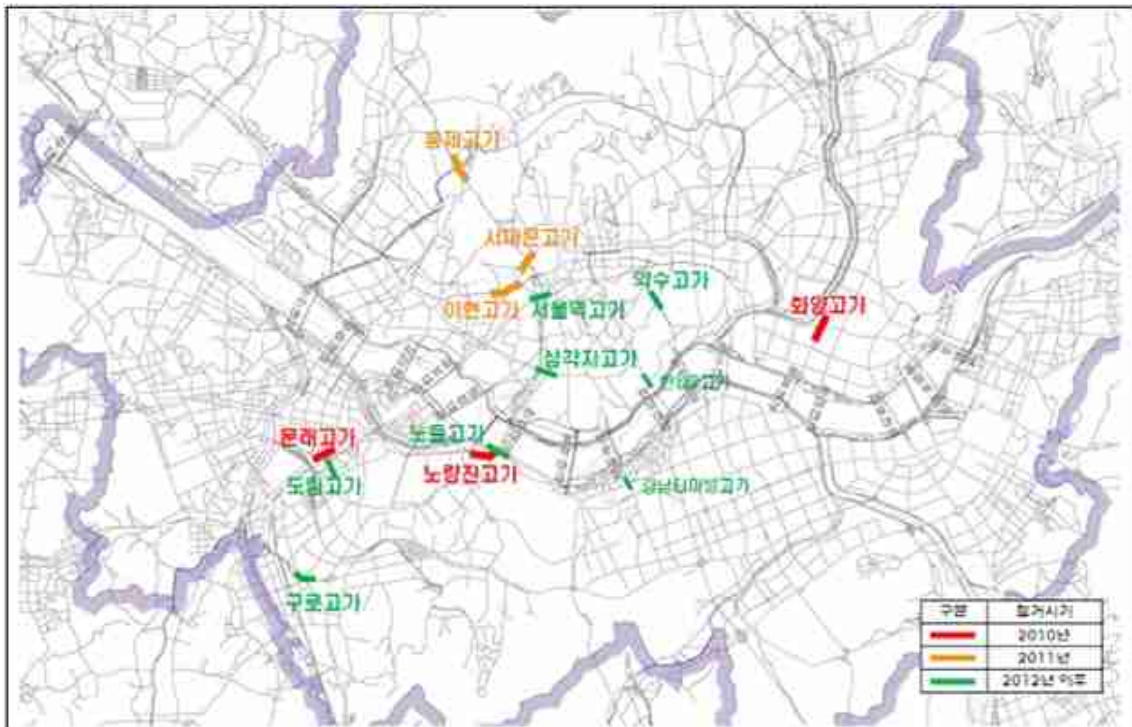 홍제고가
서대문고가
약수고가
아현고가
서울역고가
화양고가
삼각지고가
문래고가
노들고가
노량진고가
도림고가
강남터미널고가
구로고가
구분 철거시기
2010년
2011년
2012년 이후